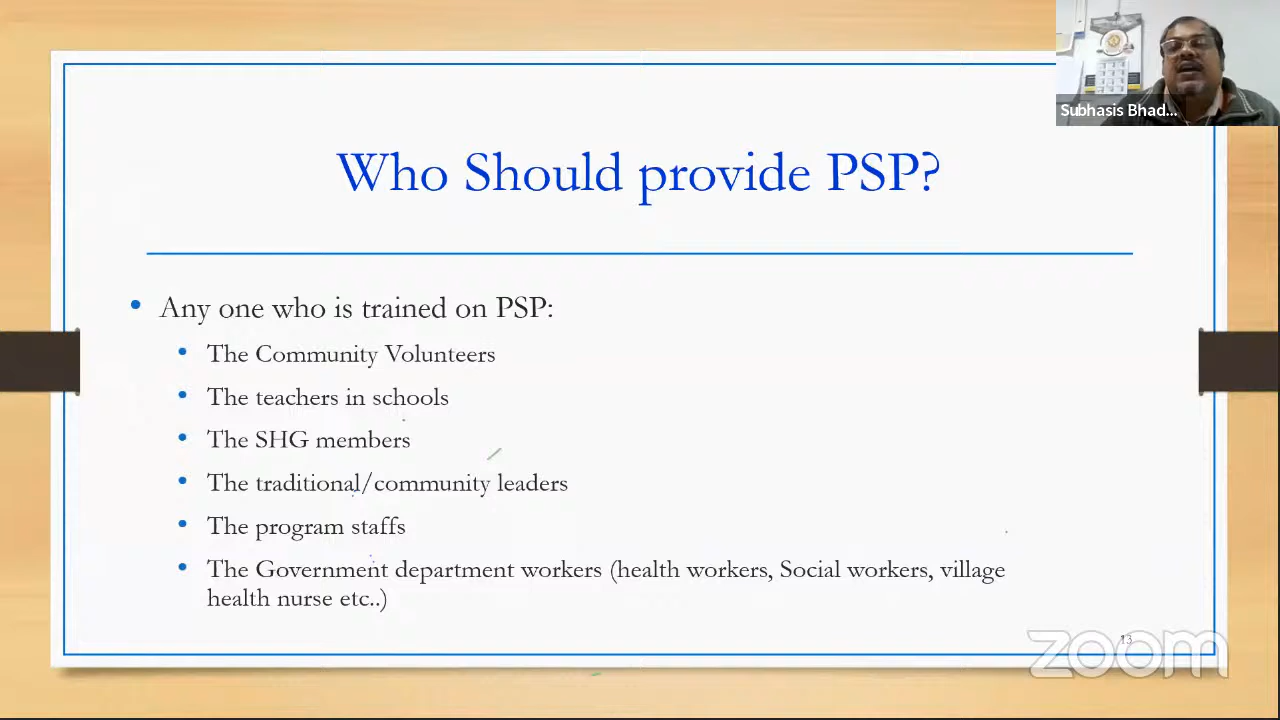 Subhasis Bhad...
Who Should provide PSP?
Any one who is trained on PSP:
The Community Volunteers
The teachers in schools
The SHG members
The traditional/community leaders
The program staffs
The Government department workers (health workers, Social workers, village
health nurse etc..)
13
zoom